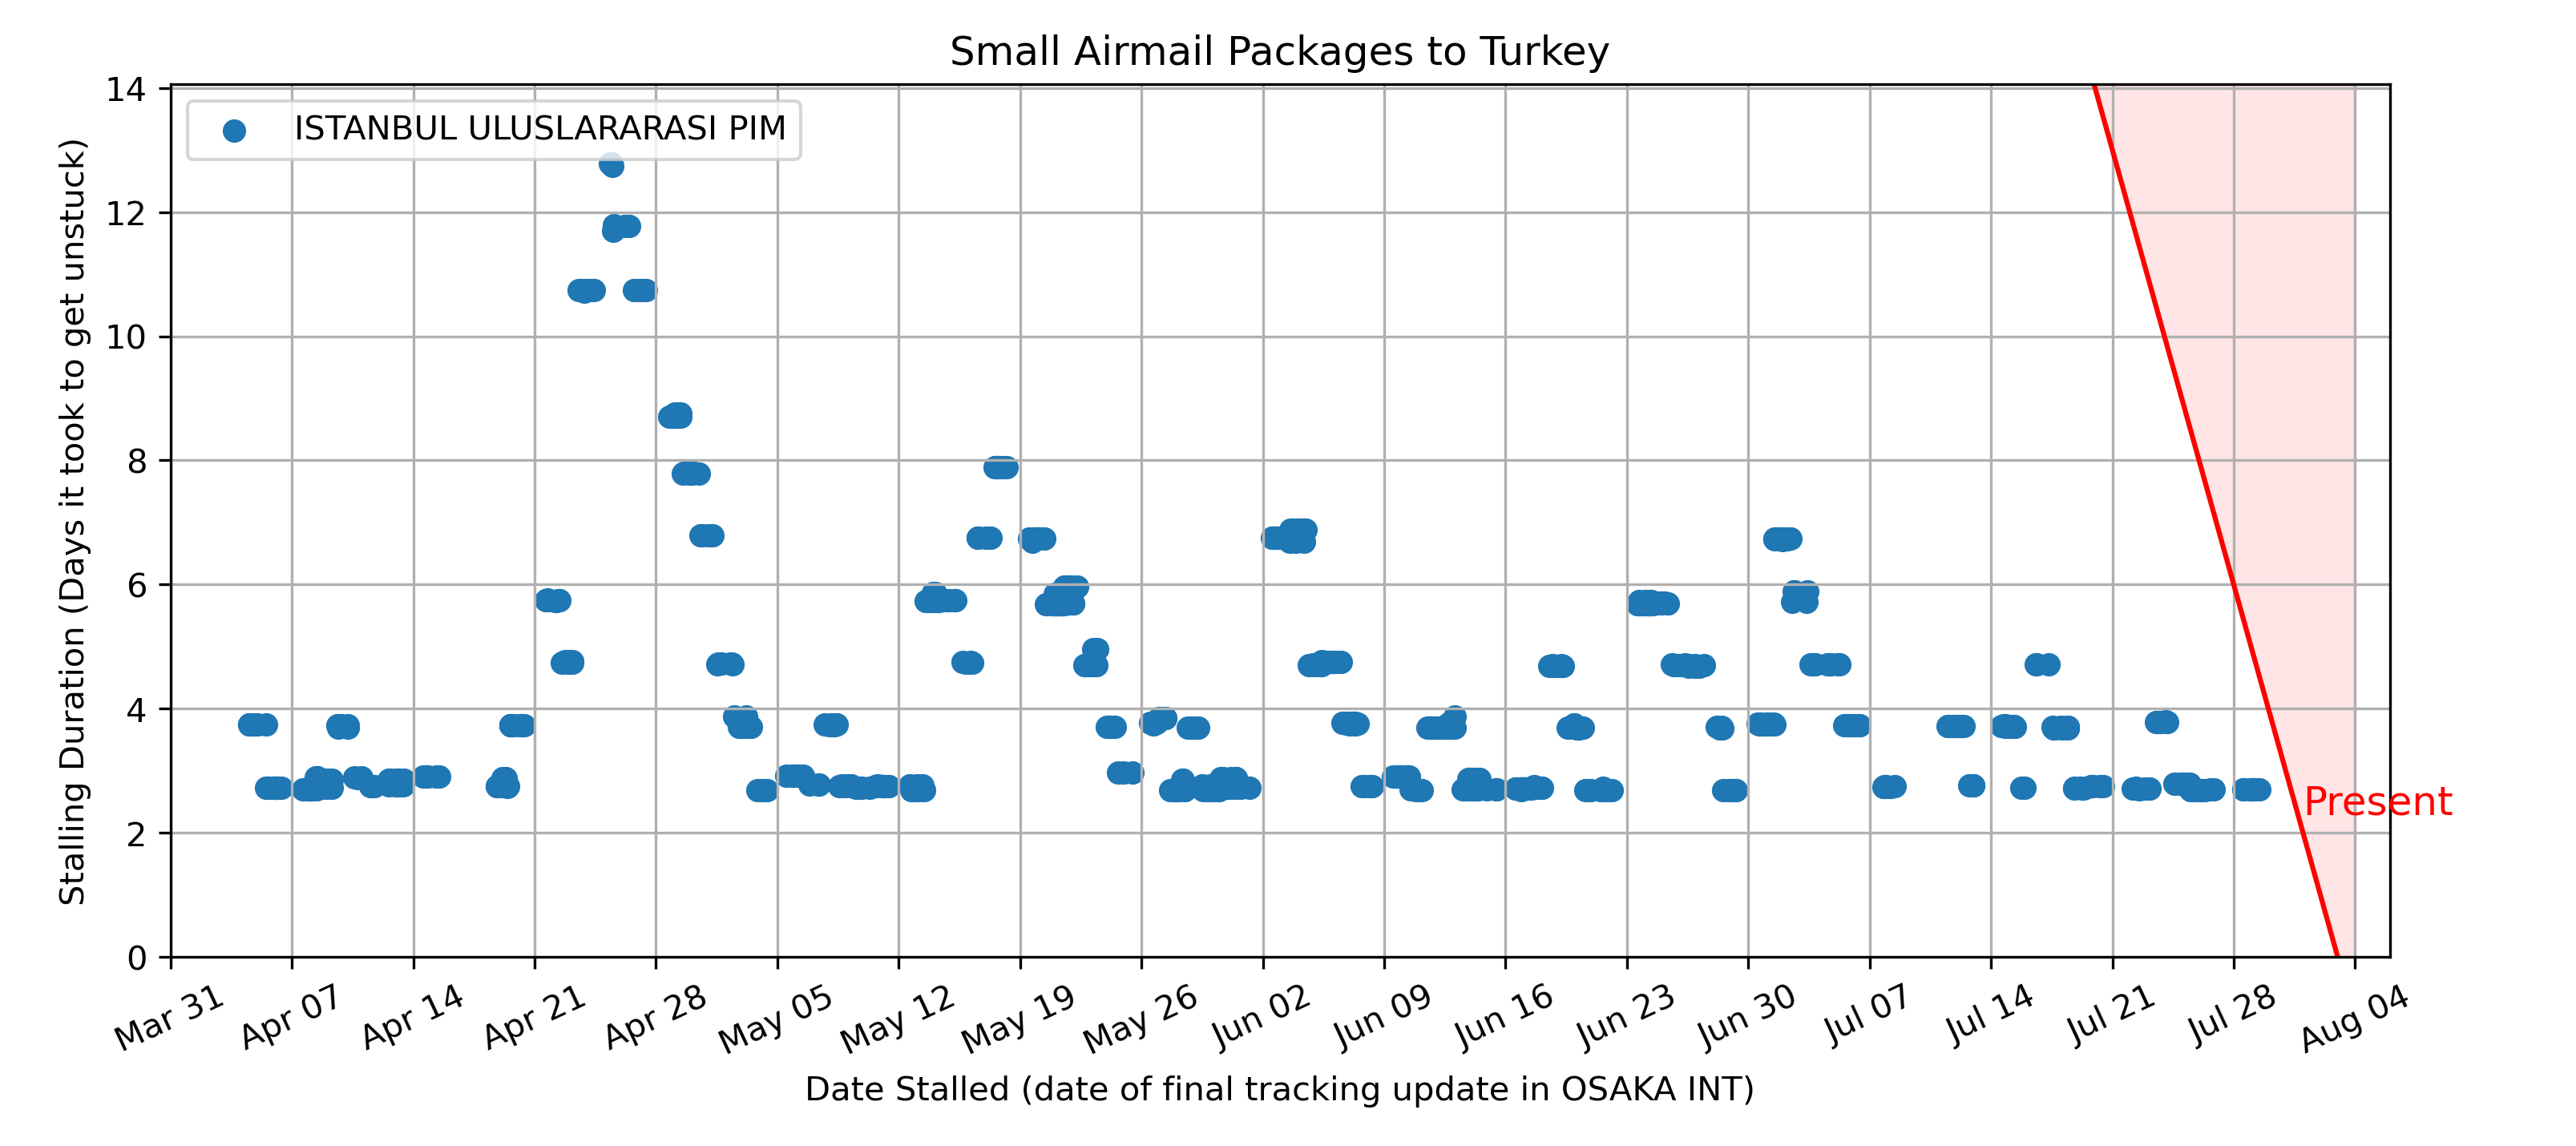 Small Airmail Packages to Turkey
ISTANBUL ULUSLARARASI PIM
Stalling Duration (Days it took to get unstuck)
14
12
10
8
6
4
2
0
Present
Mar 31
Apr 07
Apr 14
Apr 21
Apr 28
May 05
May 12
May 19
May 26
Jun 02
Jun 09
Jun 16
Jun 23
Jun 30
Jul 07
Jul 14
Jul 21
Jul 28
Aug 04
Date Stalled (date of final tracking update in OSAKA INT)